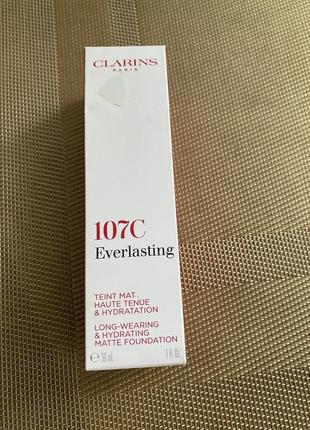 CLARINS
PARIS
107C
Everlasting
TEINT MAT
HAUTE TENUE
& HYDRATATION
LONG-WEARING
& HYDRATING
MATTE FOUNDATION
℮ 30 mL 1 Fl. Oz.